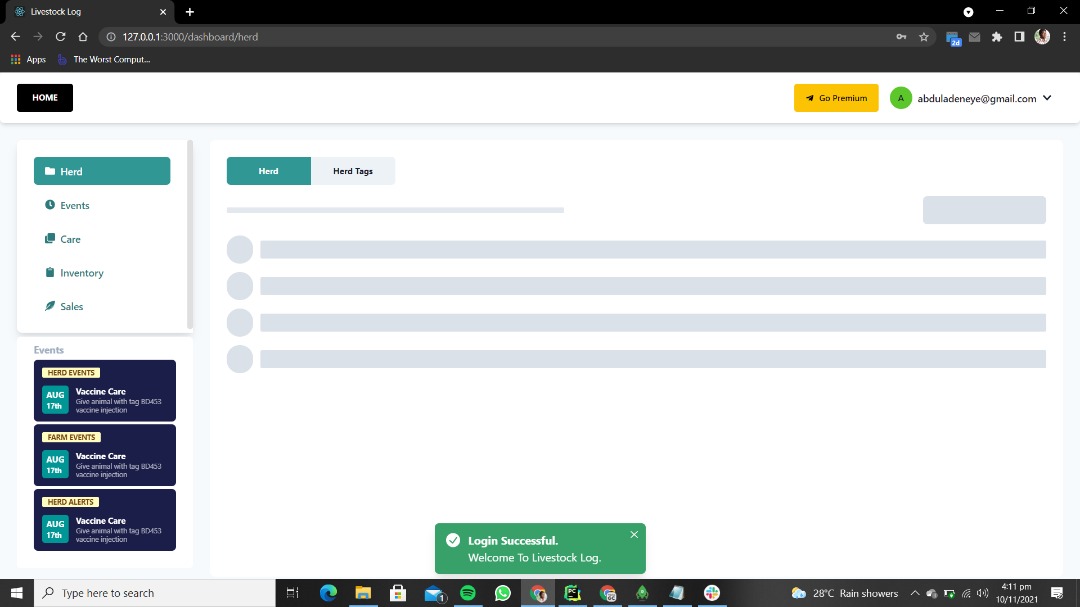 Livestock Log
127.0.0.1:3000/dashboard/herd
2d
Apps
The Worst Comput...
HOME
Go Premium
A
abduladeneye@gmail.com
Herd
Events
Care
Inventory
Sales
Herd
Herd Tags
Events
HERD EVENTS
AUG
17th
Vaccine Care
Give animal with tag BD453
vaccine injection
FARM EVENTS
AUG
17th
Vaccine Care
Give animal with tag BD453
vaccine injection
HERD ALERTS
AUG
17th
Vaccine Care
Give animal with tag BD453
vaccine injection
Login Successful.
Welcome To Livestock Log.
Type here to search
1
PC
28°C Rain showers
4:11 pm
10/11/2021